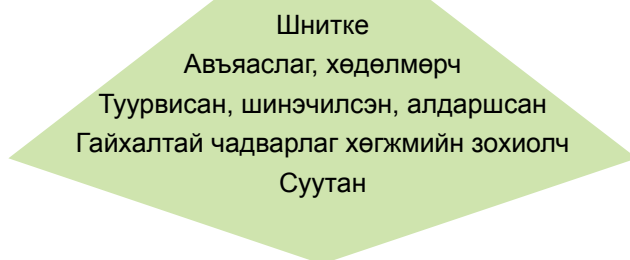 Шнитке
Авъяаслаг, хөдөлмөрч
Туурвисан, шинэчилсэн, алдаршсан
Гайхалтай чадварлаг хөгжмийн зохиолч
Суутан